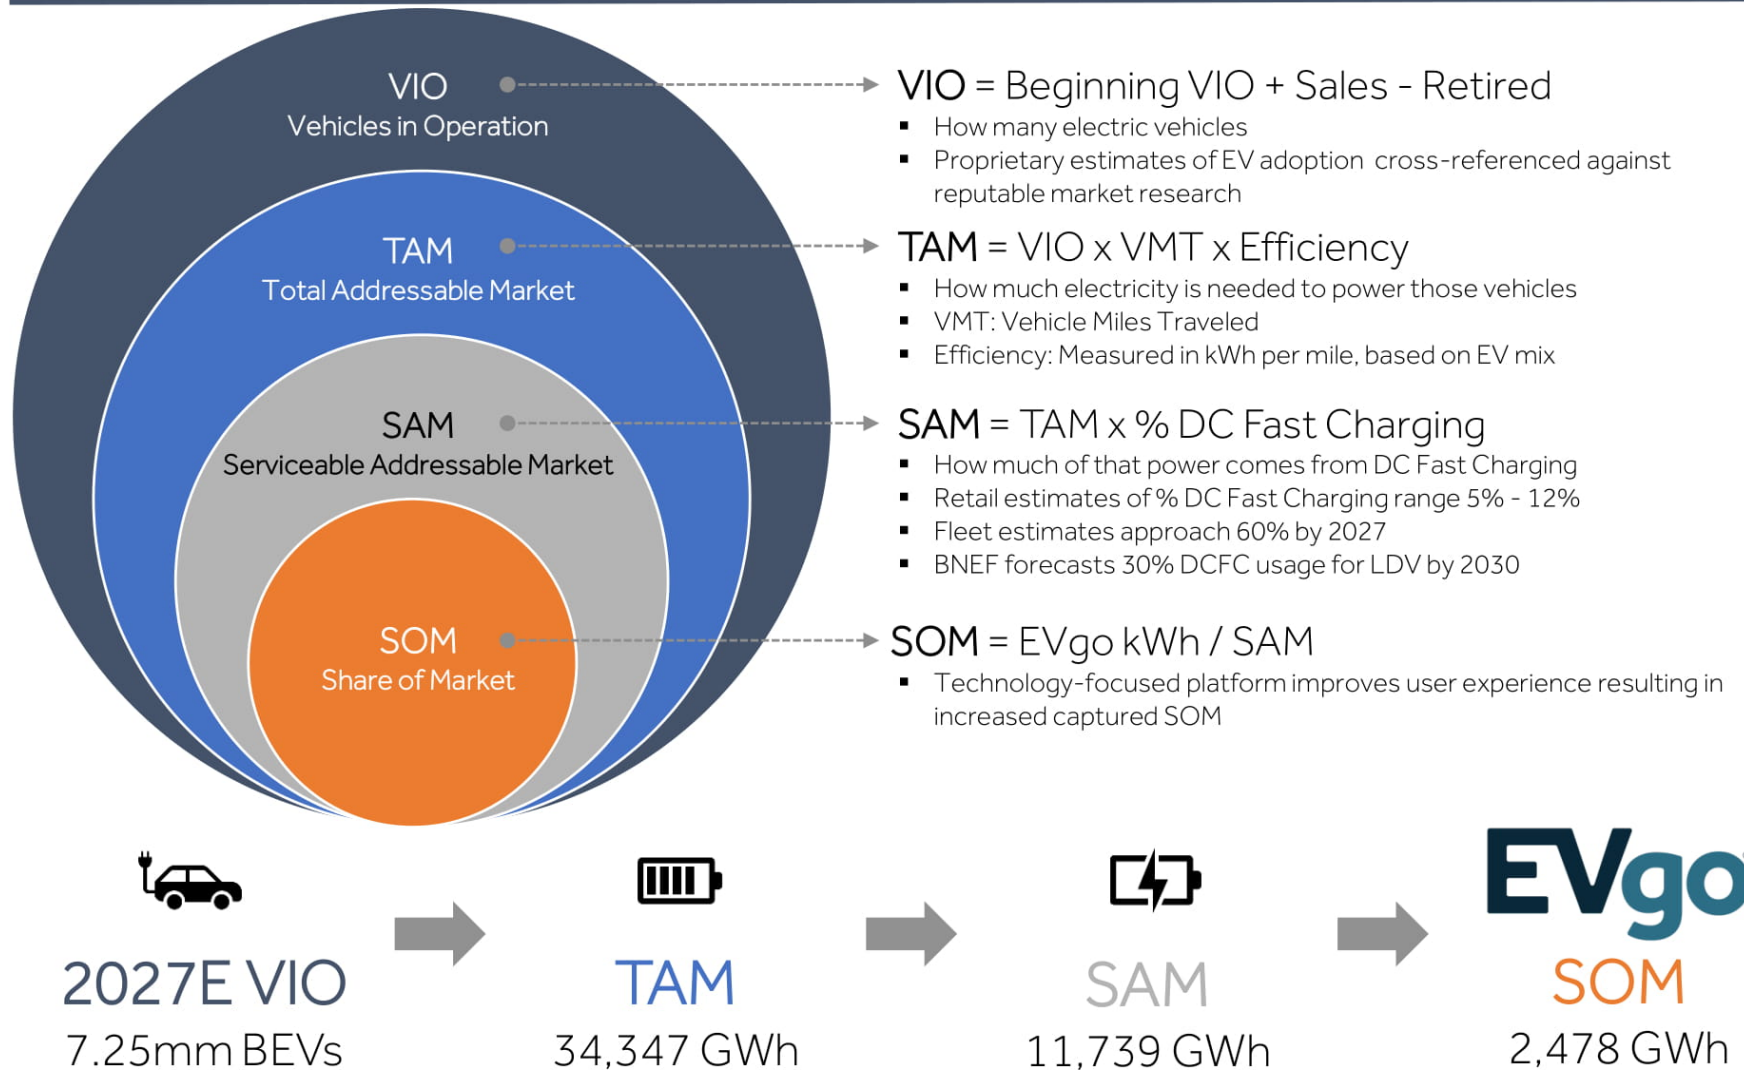 VIO
Vehicles in Operation
TAM
Total Addressable Market
SAM
Serviceable Addressable Market
SOM
Share of Market
VIO = Beginning VIO + Sales - Retired
▪ How many electric vehicles
▪ Proprietary estimates of EV adoption cross-referenced against
reputable market research
TAM = VIO x VMT x Efficiency
▪ How much electricity is needed to power those vehicles
▪ VMT: Vehicle Miles Traveled
▪ Efficiency: Measured in kWh per mile, based on EV mix
SAM = TAM x % DC Fast Charging
▪ How much of that power comes from DC Fast Charging
▪ Retail estimates of % DC Fast Charging range 5% - 12%
▪ Fleet estimates approach 60% by 2027
▪ BNEF forecasts 30% DCFC usage for LDV by 2030
SOM = EVgo kWh / SAM
▪ Technology-focused platform improves user experience resulting in
increased captured SOM
2027E VIO
7.25mm BEVs
TAM
34,347 GWh
SAM
11,739 GWh
EVgo
SOM
2,478 GWh